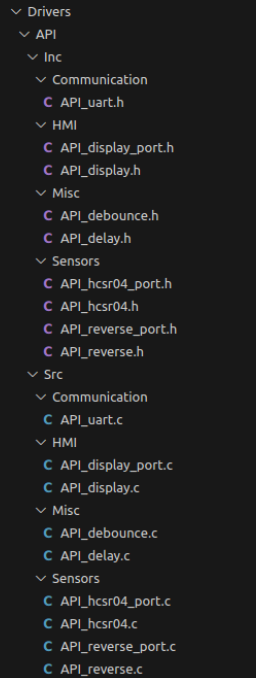 Drivers
API
Inc
Communication
C API_uart.h
HMI
C API_display_port.h
C API_display.h
Misc
C API_debounce.h
C API_delay.h
Sensors
C API_hcsr04_port.h
C API_hcsr04.h
C API_reverse_port.h
C API_reverse.h
Src
Communication
C API_uart.c
HMI
C API_display_port.c
C API_display.c
Misc
C API_debounce.c
C API_delay.c
Sensors
C API_hcsr04_port.c
C API_hcsr04.c
C API_reverse_port.c
C API_reverse.c